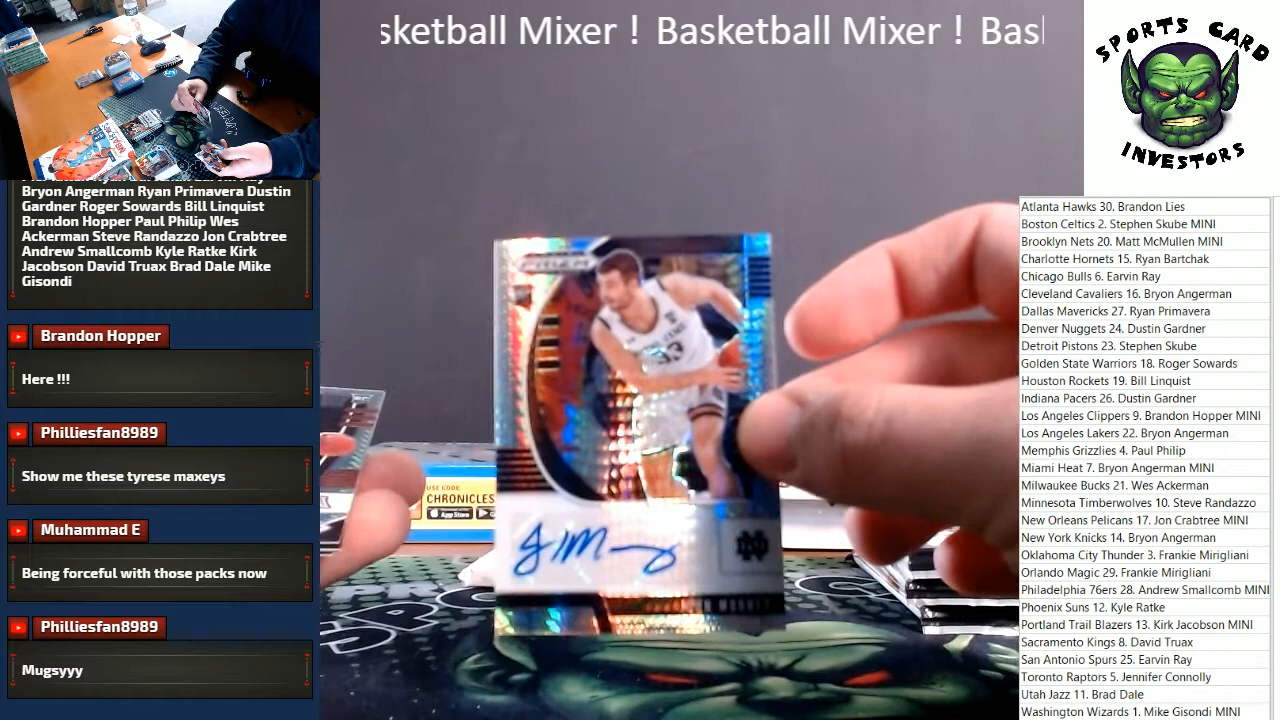 sketball Mixer ! Basketball Mixer ! Bas
SPORTS CARD
INVESTORS
Bryon Angerman Ryan Primavera Dustin
Gardner Roger Sowards Bill Linquist
Brandon Hopper Paul Philip Wes
Ackerman Steve Randazzo Jon Crabtree
Andrew Smallcomb Kyle Ratke Kirk
Jacobson David Truax Brad Dale Mike
Gisondi
Brandon Hopper
Here !!!
Philliesfan8989
Show me these tyrese maxeys
Muhammad E
Being forceful with those packs now
Philliesfan8989
Mugsyyy
PRIZM
33
USE CODE
CHRONICLES
App Store
ND
Atlanta Hawks 30. Brandon Lies
Boston Celtics 2. Stephen Skube MINI
Brooklyn Nets 20. Matt McMullen MINI
Charlotte Hornets 15. Ryan Bartchak
Chicago Bulls 6. Earvin Ray
Cleveland Cavaliers 16. Bryon Angerman
Dallas Mavericks 27. Ryan Primavera
Denver Nuggets 24. Dustin Gardner
Detroit Pistons 23. Stephen Skube
Golden State Warriors 18. Roger Sowards
Houston Rockets 19. Bill Linquist
Indiana Pacers 26. Dustin Gardner
Los Angeles Clippers 9. Brandon Hopper MINI
Los Angeles Lakers 22. Bryon Angerman
Memphis Grizzlies 4. Paul Philip
Miami Heat 7. Bryon Angerman MINI
Milwaukee Bucks 21. Wes Ackerman
Minnesota Timberwolves 10. Steve Randazzo
New Orleans Pelicans 17. Jon Crabtree MINI
New York Knicks 14. Bryon Angerman
Oklahoma City Thunder 3. Frankie Mirigliani
Orlando Magic 29. Frankie Mirigliani
Philadelphia 76ers 28. Andrew Smallcomb MINI
Phoenix Suns 12. Kyle Ratke
Portland Trail Blazers 13. Kirk Jacobson MINI
Sacramento Kings 8. David Truax
San Antonio Spurs 25. Earvin Ray
Toronto Raptors 5. Jennifer Connolly
Utah Jazz 11. Brad Dale
Washington Wizards 1. Mike Gisondi MINI